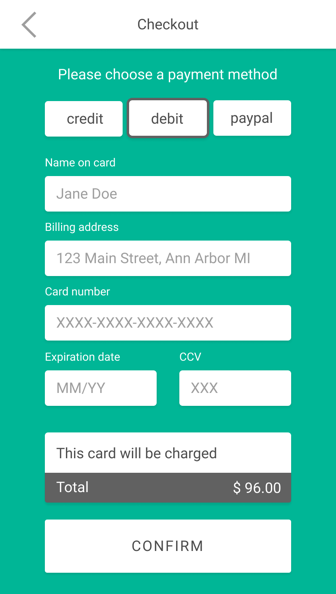 Checkout
Please choose a payment method
credit debit paypal
Name on card
Jane Doe
Billing address
123 Main Street, Ann Arbor MI
Card number
XXXX-XXXX-XXXX-XXXX
Expiration date CCV
MM/YY XXX
This card will be charged
Total $ 96.00
CONFIRM